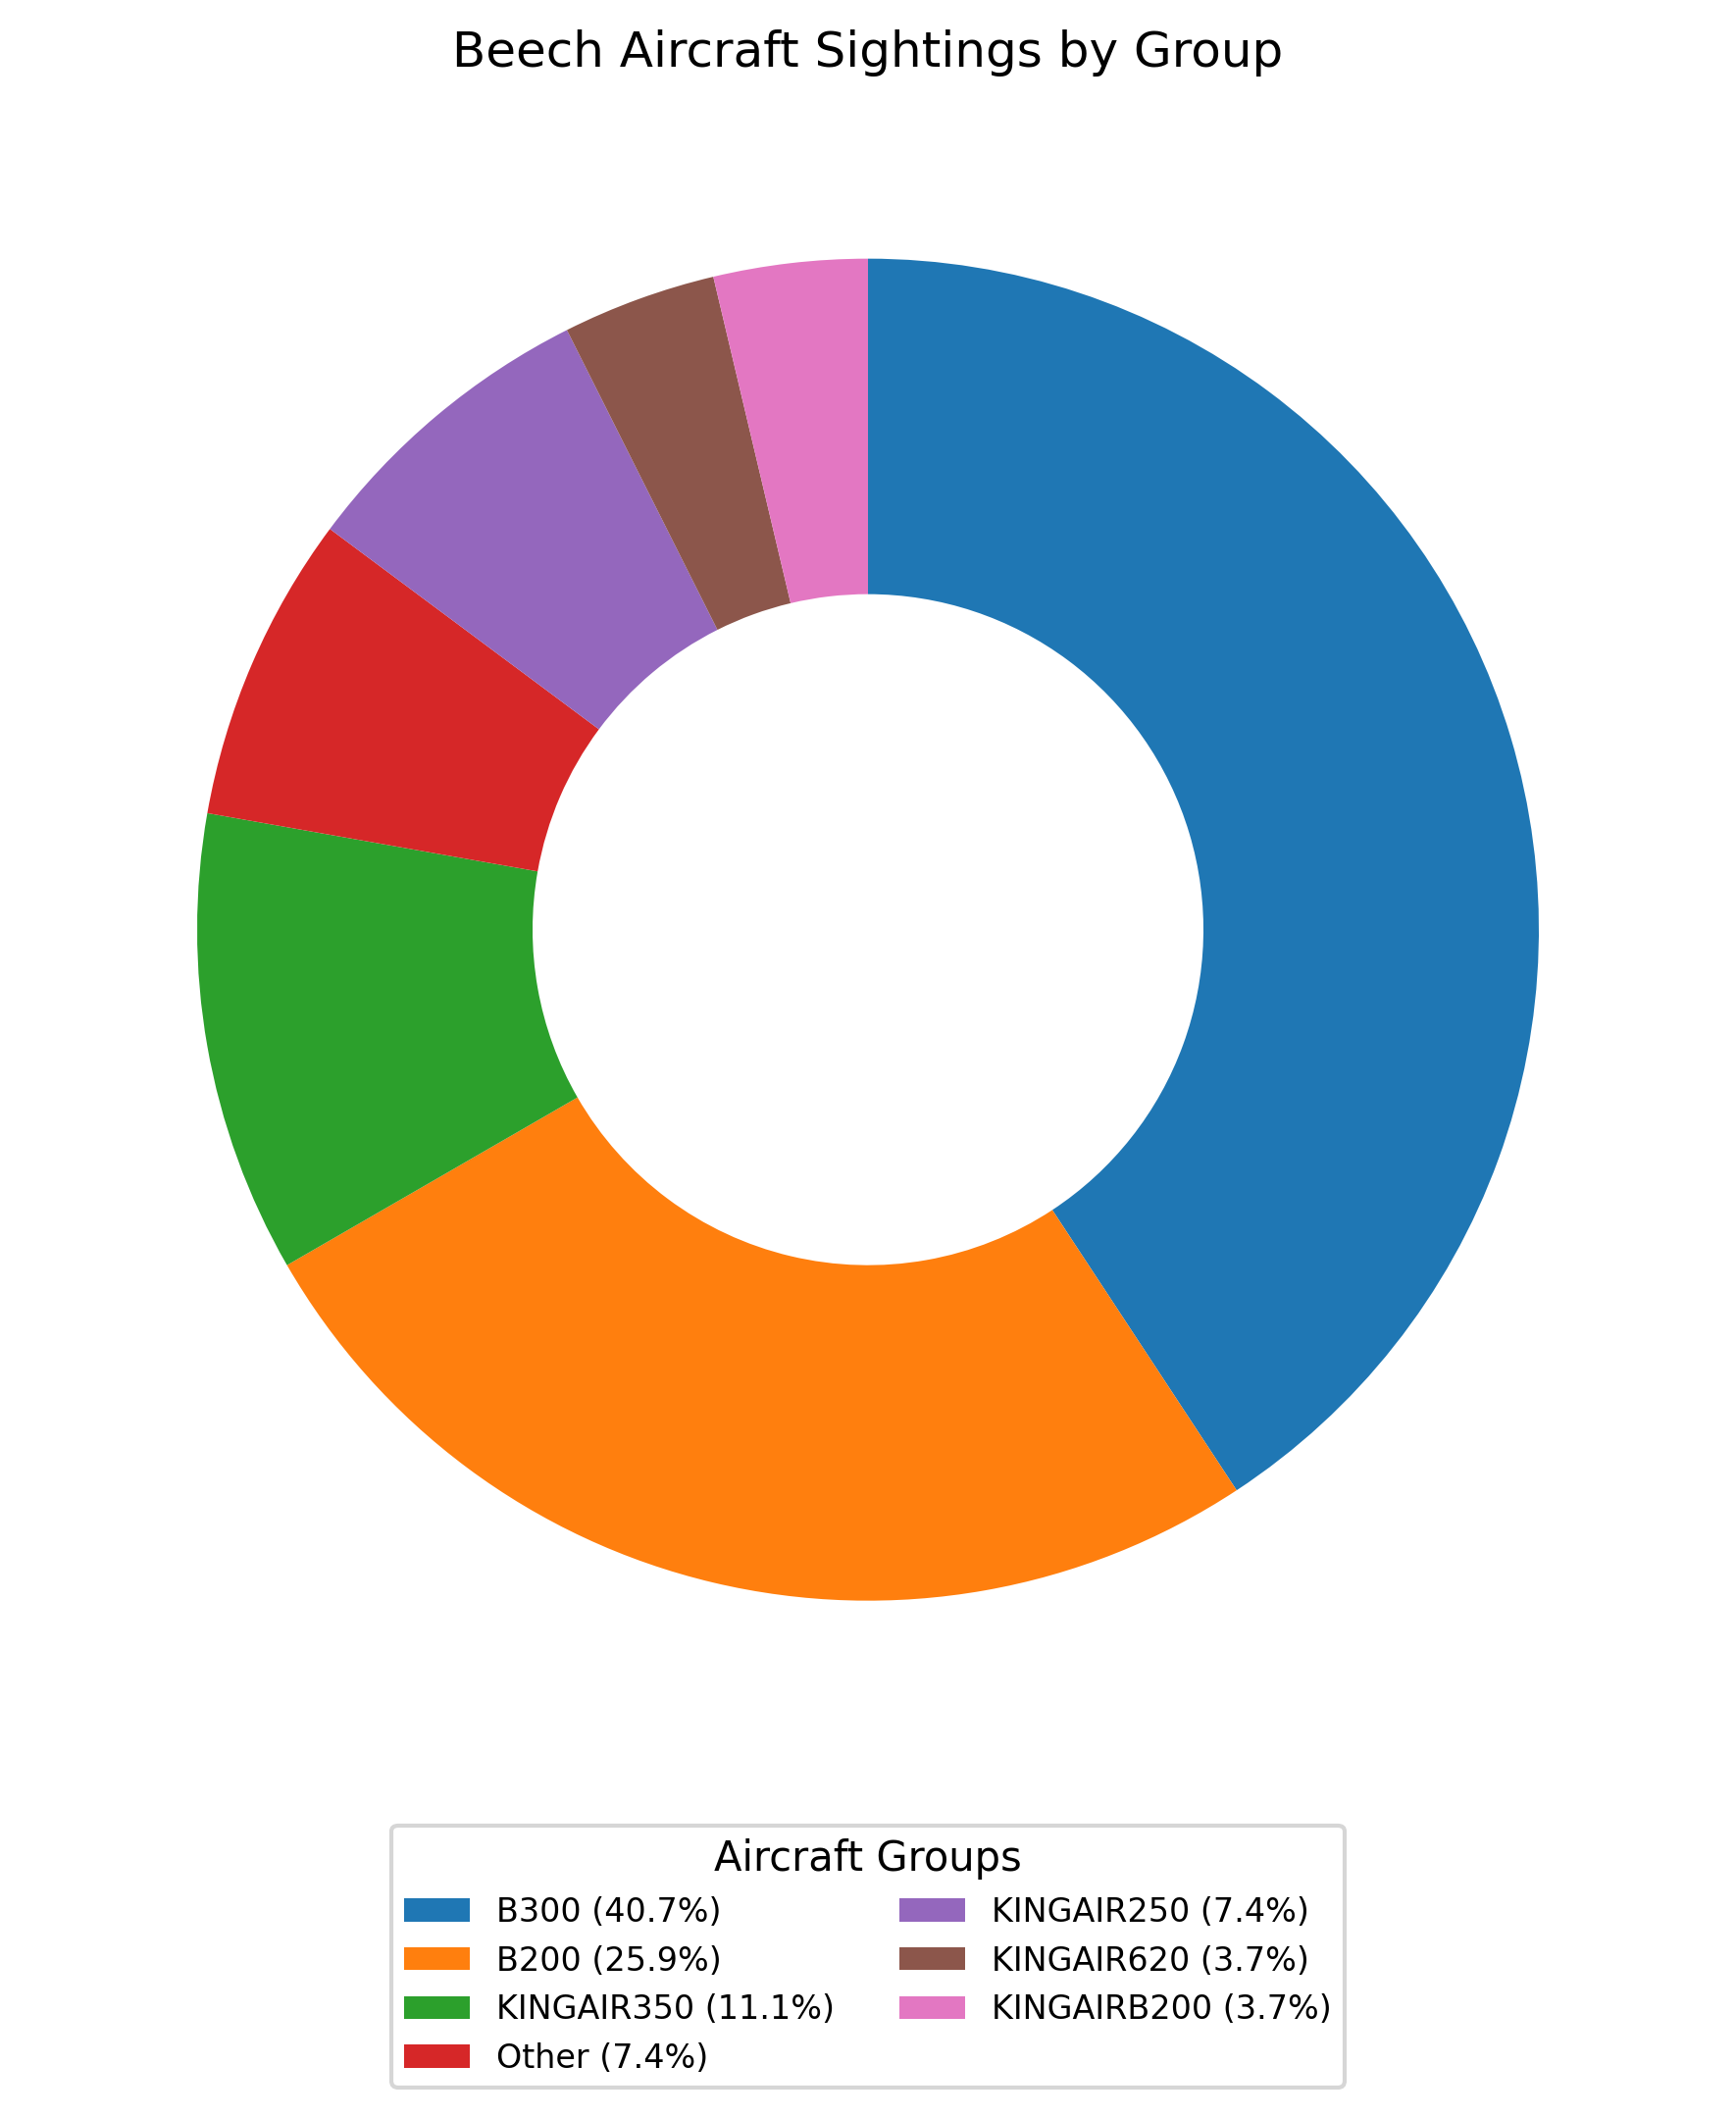 Beech Aircraft Sightings by Group
Aircraft Groups
B300 (40.7%)
B200 (25.9%)
KINGAIR350 (11.1%)
Other (7.4%)
KINGAIR250 (7.4%)
KINGAIR620 (3.7%)
KINGAIRB200 (3.7%)